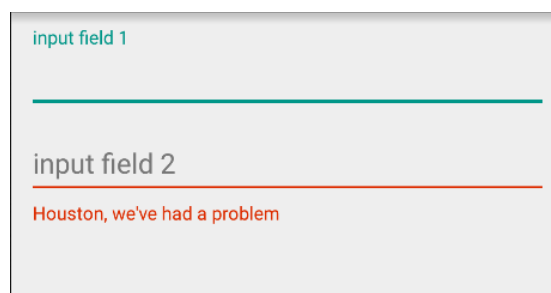 input field 1
input field 2
Houston, we've had a problem